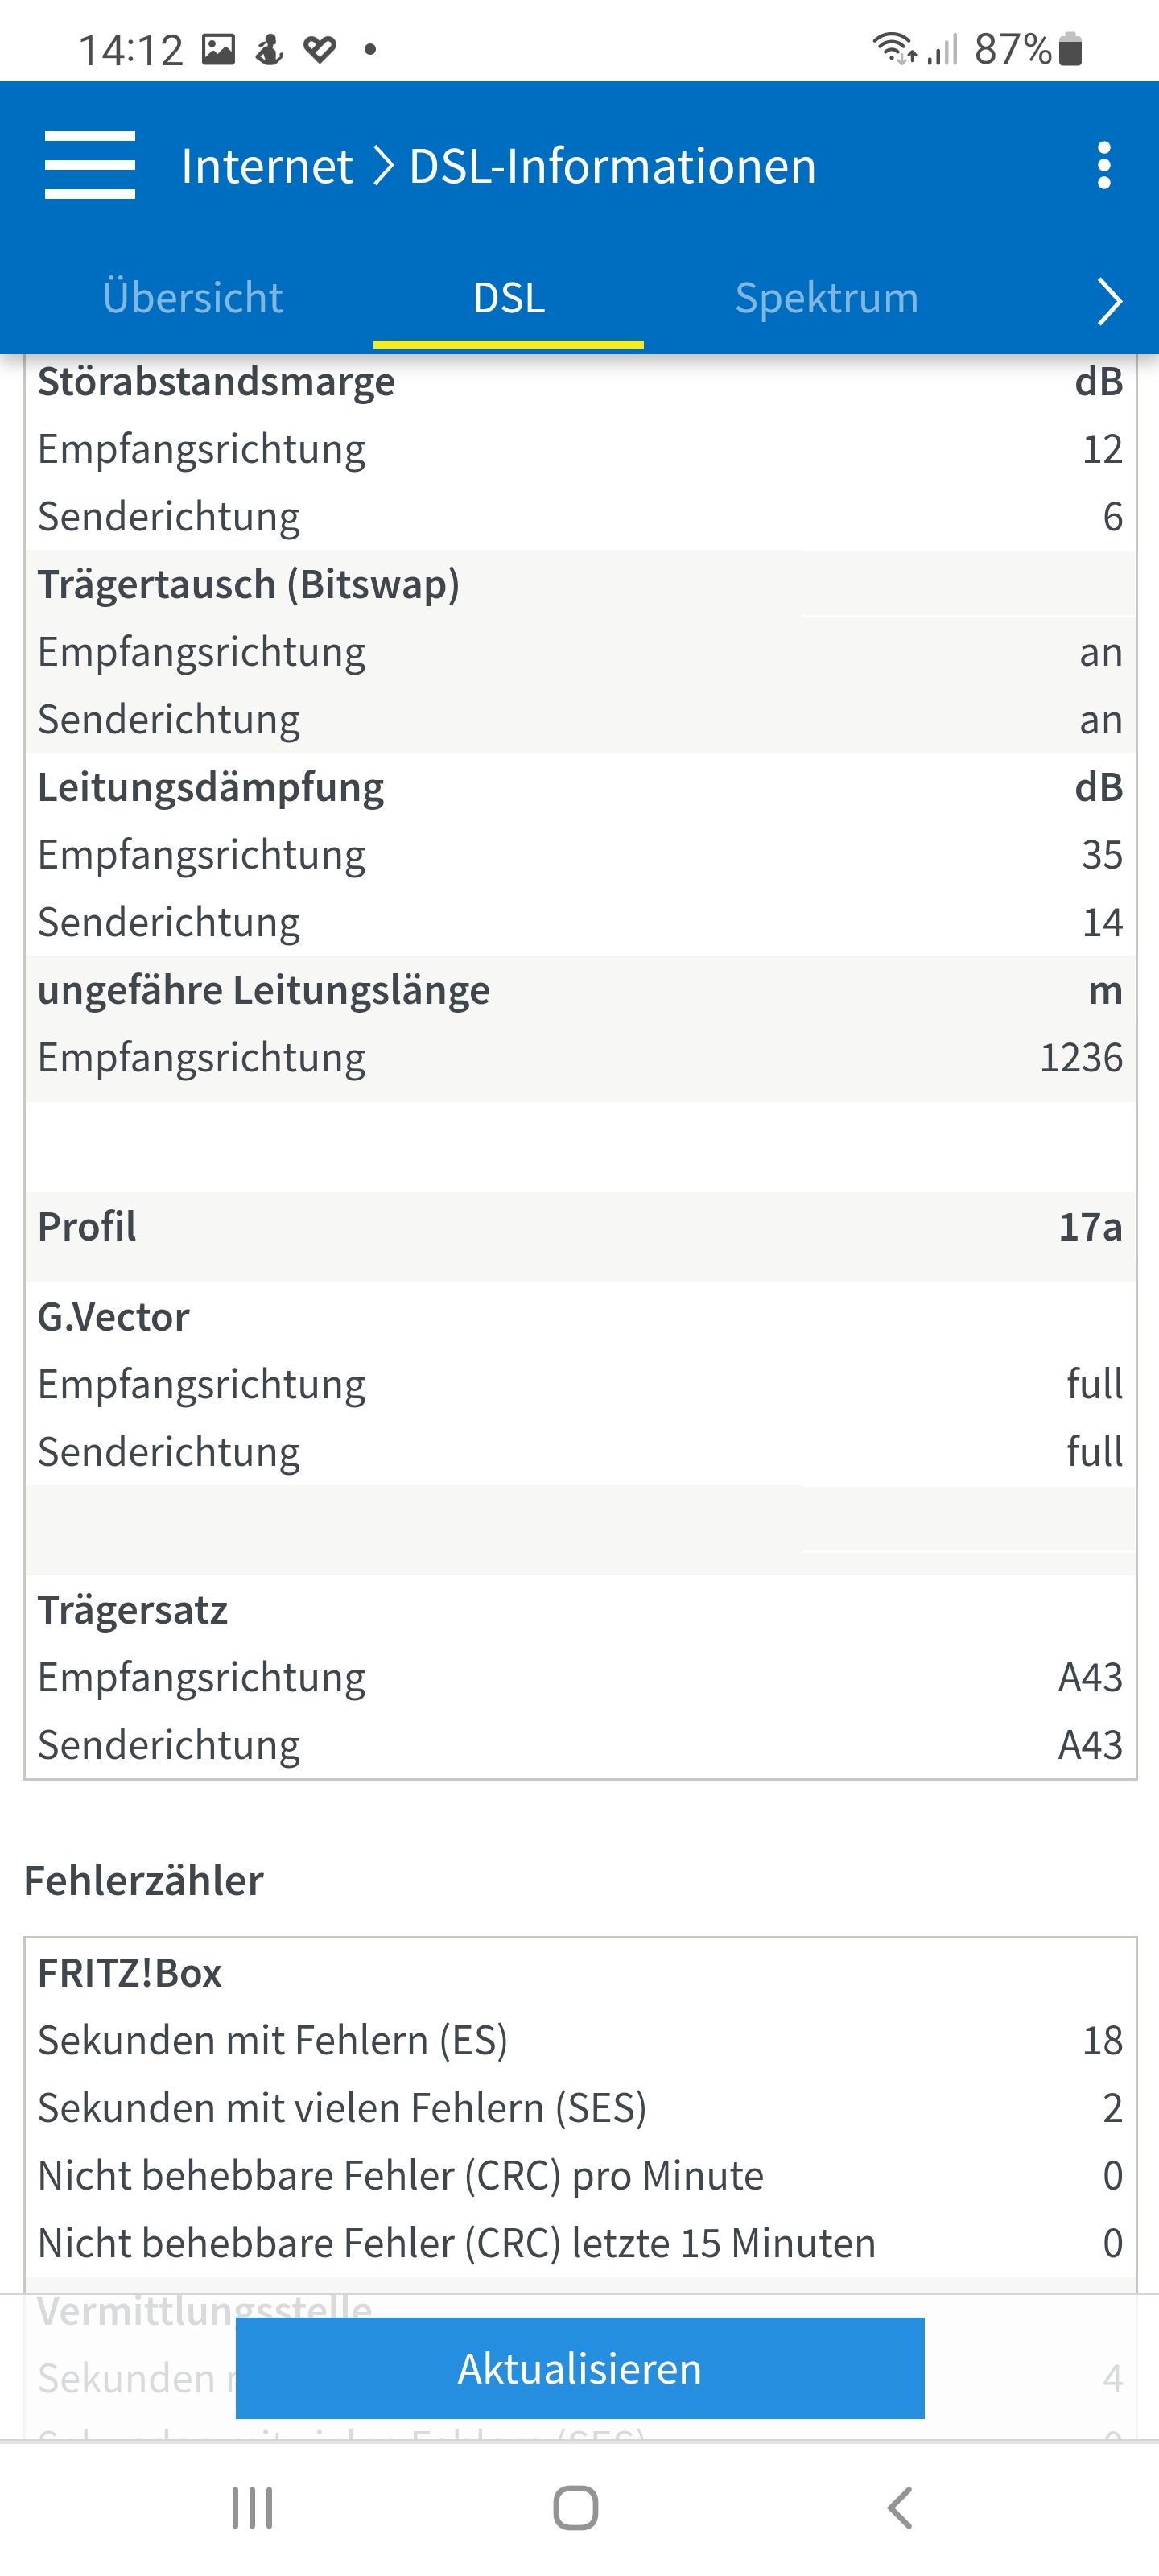 14:12
87%
Internet > DSL-Informationen
Übersicht DSL Spektrum
Störabstandsmarge dB
Empfangsrichtung 12
Senderichtung 6
Trägertausch (Bitswap)
Empfangsrichtung an
Senderichtung an
Leitungsdämpfung dB
Empfangsrichtung 35
Senderichtung 14
ungefähre Leitungslänge m
Empfangsrichtung 1236
Profil 17a
G.Vector
Empfangsrichtung full
Senderichtung full
Trägersatz
Empfangsrichtung A43
Senderichtung A43
Fehlerzähler
FRITZ!Box
Sekunden mit Fehlern (ES) 18
Sekunden mit vielen Fehlern (SES) 2
Nicht behebbare Fehler (CRC) pro Minute 0
Nicht behebbare Fehler (CRC) letzte 15 Minuten 0
Vermittlungsstelle
Sekunden 4
Aktualisieren